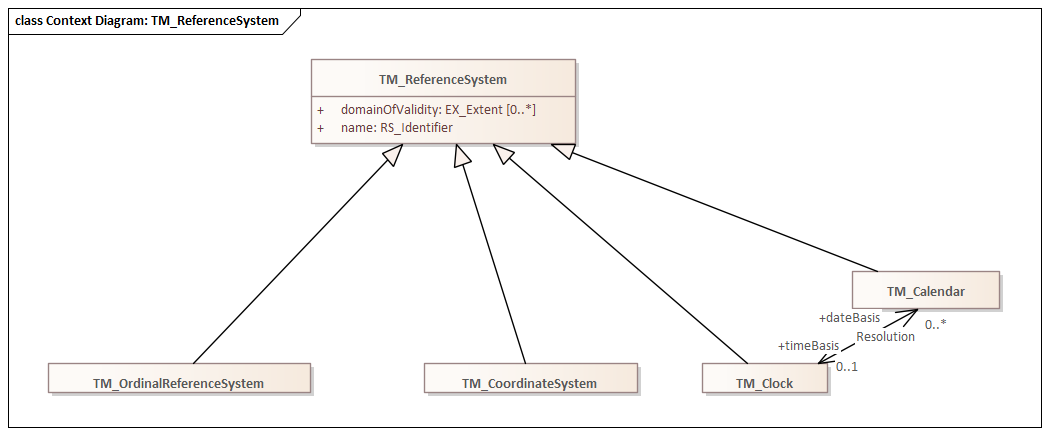 class Context Diagram: TM_ReferenceSystem
TM_ReferenceSystem
+ domainOfValidity: EX_Extent [0..*]
+ name: RS_Identifier
TM_Calendar
+dateBasis
0..*
Resolution
+timeBasis
0..1
TM_OrdinalReferenceSystem
TM_CoordinateSystem
TM_Clock